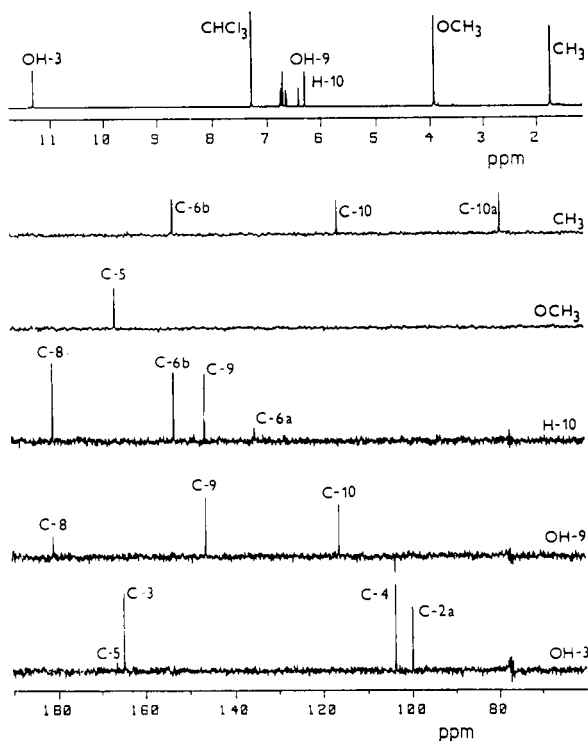 OH-3
CHCl3
OH-9
H-10
OCH3
CH3
11 10 9 8 7 6 5 4 3 2
ppm
C-6b
C-10
C-10a
CH3
C-5
OCH3
C-8
C-6b
C-9
C-6a
H-10
C-8
C-9
C-10
OH-9
C-5
C-3
C-4
C-2a
OH-3
180 160 140 120 100 80
ppm